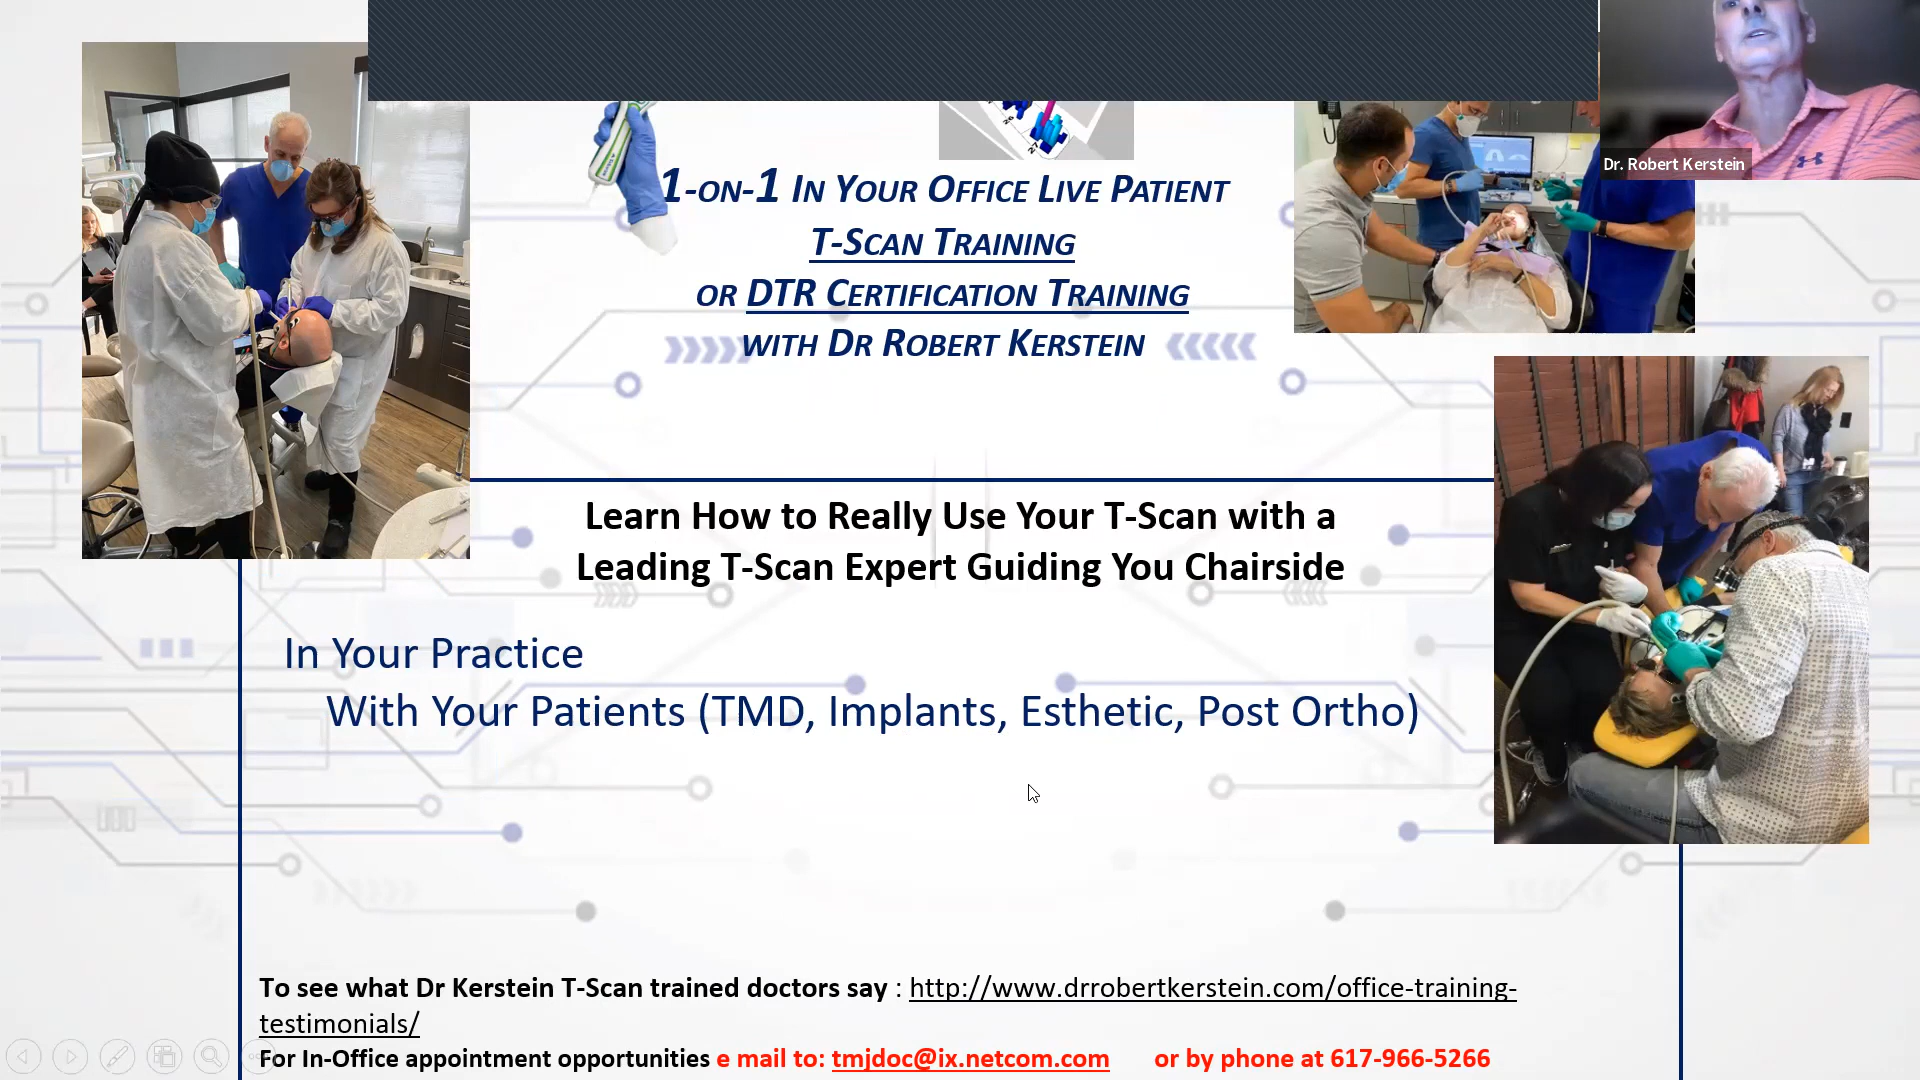 Dr. Robert Kerstein
26
27
1-on-1 In Your Office Live Patient
T-Scan Training
or DTR Certification Training
with Dr Robert Kerstein
Learn How to Really Use Your T-Scan with a
Leading T-Scan Expert Guiding You Chairside
In Your Practice
With Your Patients (TMD, Implants, Esthetic, Post Ortho)
To see what Dr Kerstein T-Scan trained doctors say : http://www.drrobertkerstein.com/office-training-
testimonials/
For In-Office appointment opportunities e mail to: tmjdoc@ix.netcom.com or by phone at 617-966-5266